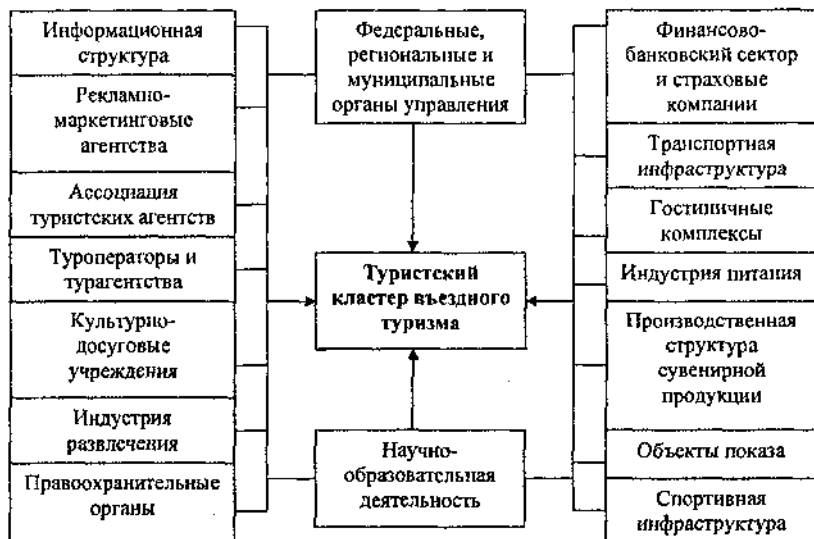 Информационная
структура
Рекламно-
маркетинговые
агентства
Ассоциация
туристских агентств
Туроператоры и
турагентства
Культурно-
досуговые
учреждения
Индустрия
развлечения
Правоохранительные
органы
Федеральные,
региональные и
муниципальные
органы управления
Туристский
кластер въездного
туризма
Научно-
образовательная
деятельность
Финансово-
банковский сектор
и страховые
компании
Транспортная
инфраструктура
Гостиничные
комплексы
Индустрия питания
Производственная
структура
сувенирной
продукции
Объекты показа
Спортивная
инфраструктура